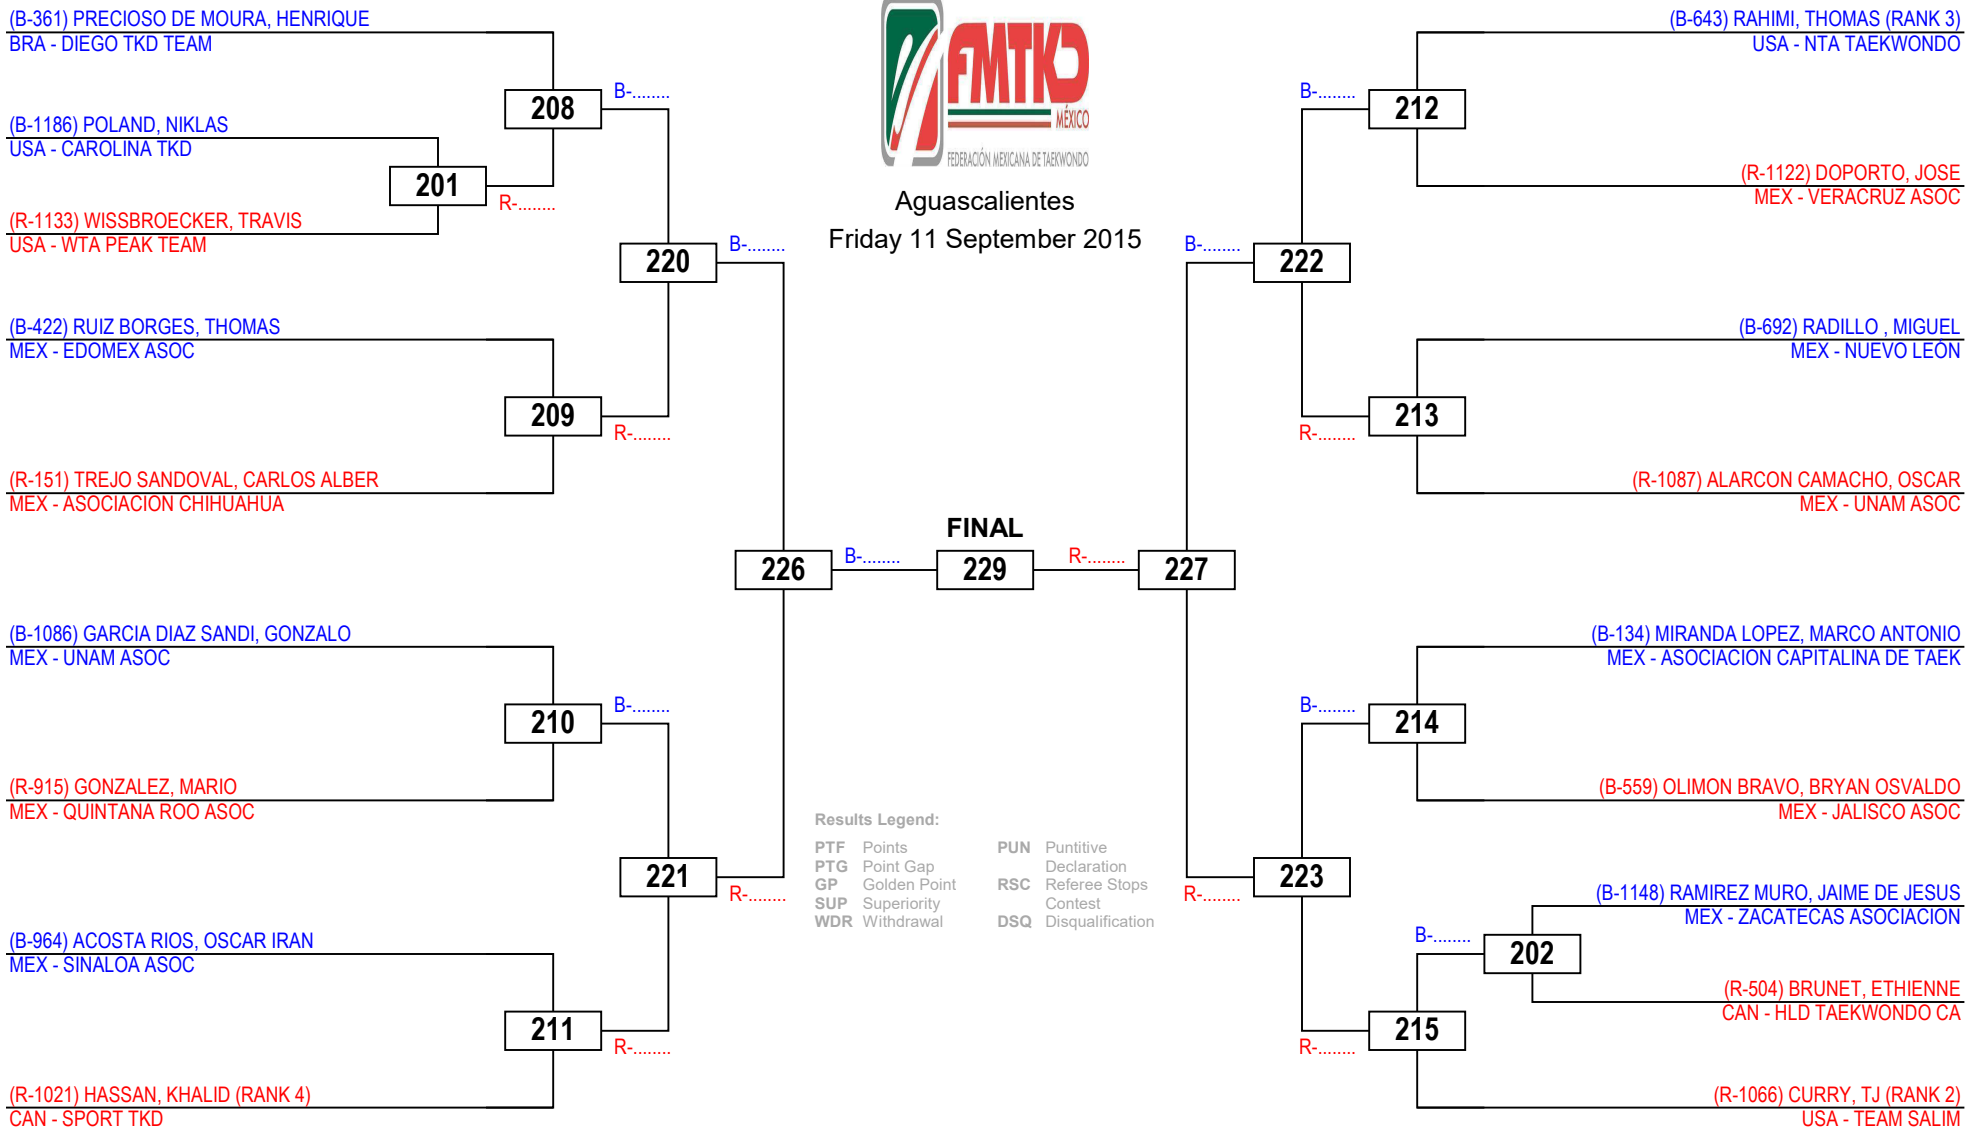 (B-361) PRECIOSO DE MOURA, HENRIQUE
BRA - DIEGO TKD TEAM
208
B-........
(B-1186) POLAND, NIKLAS
USA - CAROLINA TKD
201
R-........
(R-1133) WISSBROECKER, TRAVIS
USA - WTA PEAK TEAM
220
B-........
(B-422) RUIZ BORGES, THOMAS
MEX - EDOMEX ASOC
209
R-........
(R-151) TREJO SANDOVAL, CARLOS ALBER
MEX - ASOCIACION CHIHUAHUA
226
B-........
(B-1086) GARCIA DIAZ SANDI, GONZALO
MEX - UNAM ASOC
210
B-........
(R-915) GONZALEZ, MARIO
MEX - QUINTANA ROO ASOC
221
R-........
(B-964) ACOSTA RIOS, OSCAR IRAN
MEX - SINALOA ASOC
211
R-........
(R-1021) HASSAN, KHALID (RANK 4)
CAN - SPORT TKD
FMTKD
MÉXICO
FEDERACIÓN MEXICANA DE TAEKWONDO
Aguascalientes
Friday 11 September 2015
FINAL
229
Results Legend:
PTF Points
PTG Point Gap
GP Golden Point
SUP Superiority
WDR Withdrawal
PUN Puntitive
Declaration
RSC Referee Stops
Contest
DSQ Disqualification
(B-643) RAHIMI, THOMAS (RANK 3)
USA - NTA TAEKWONDO
B-........
212
(R-1122) DOPORTO, JOSE
MEX - VERACRUZ ASOC
B-........
222
(B-692) RADILLO , MIGUEL
MEX - NUEVO LEÓN
213
R-........
(R-1087) ALARCON CAMACHO, OSCAR
MEX - UNAM ASOC
R-........
227
(B-134) MIRANDA LOPEZ, MARCO ANTONIO
MEX - ASOCIACION CAPITALINA DE TAEK
B-........
214
(B-559) OLIMON BRAVO, BRYAN OSVALDO
MEX - JALISCO ASOC
223
R-........
(B-1148) RAMIREZ MURO, JAIME DE JESUS
MEX - ZACATECAS ASOCIACION
B-........
202
(R-504) BRUNET, ETHIENNE
CAN - HLD TAEKWONDO CA
215
R-........
(R-1066) CURRY, TJ (RANK 2)
USA - TEAM SALIM